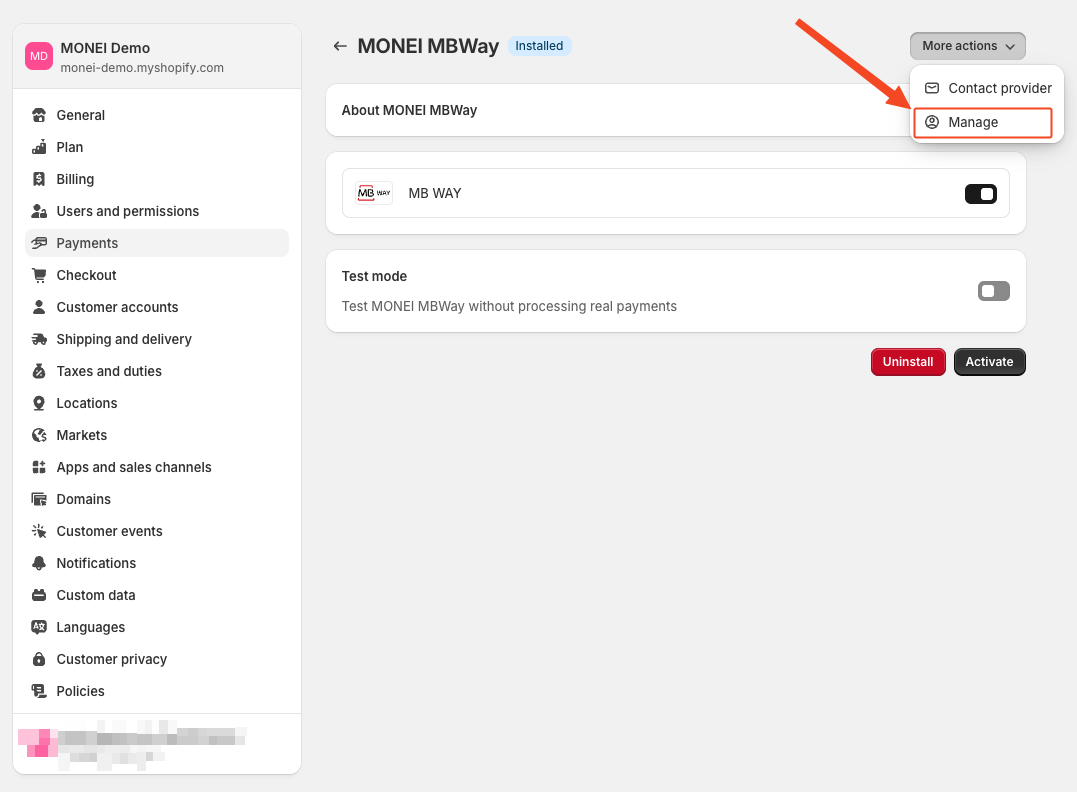 MD
MONEI Demo
monei-demo.myshopify.com
General
Plan
Billing
Users and permissions
Payments
Checkout
Customer accounts
Shipping and delivery
Taxes and duties
Locations
Markets
Apps and sales channels
Domains
Customer events
Notifications
Custom data
Languages
Customer privacy
Policies
MONEI MBWay Installed
More actions
Contact provider
Manage
About MONEI MBWay
MB WAY MB WAY
Test mode
Test MONEI MBWay without processing real payments
Uninstall Activate